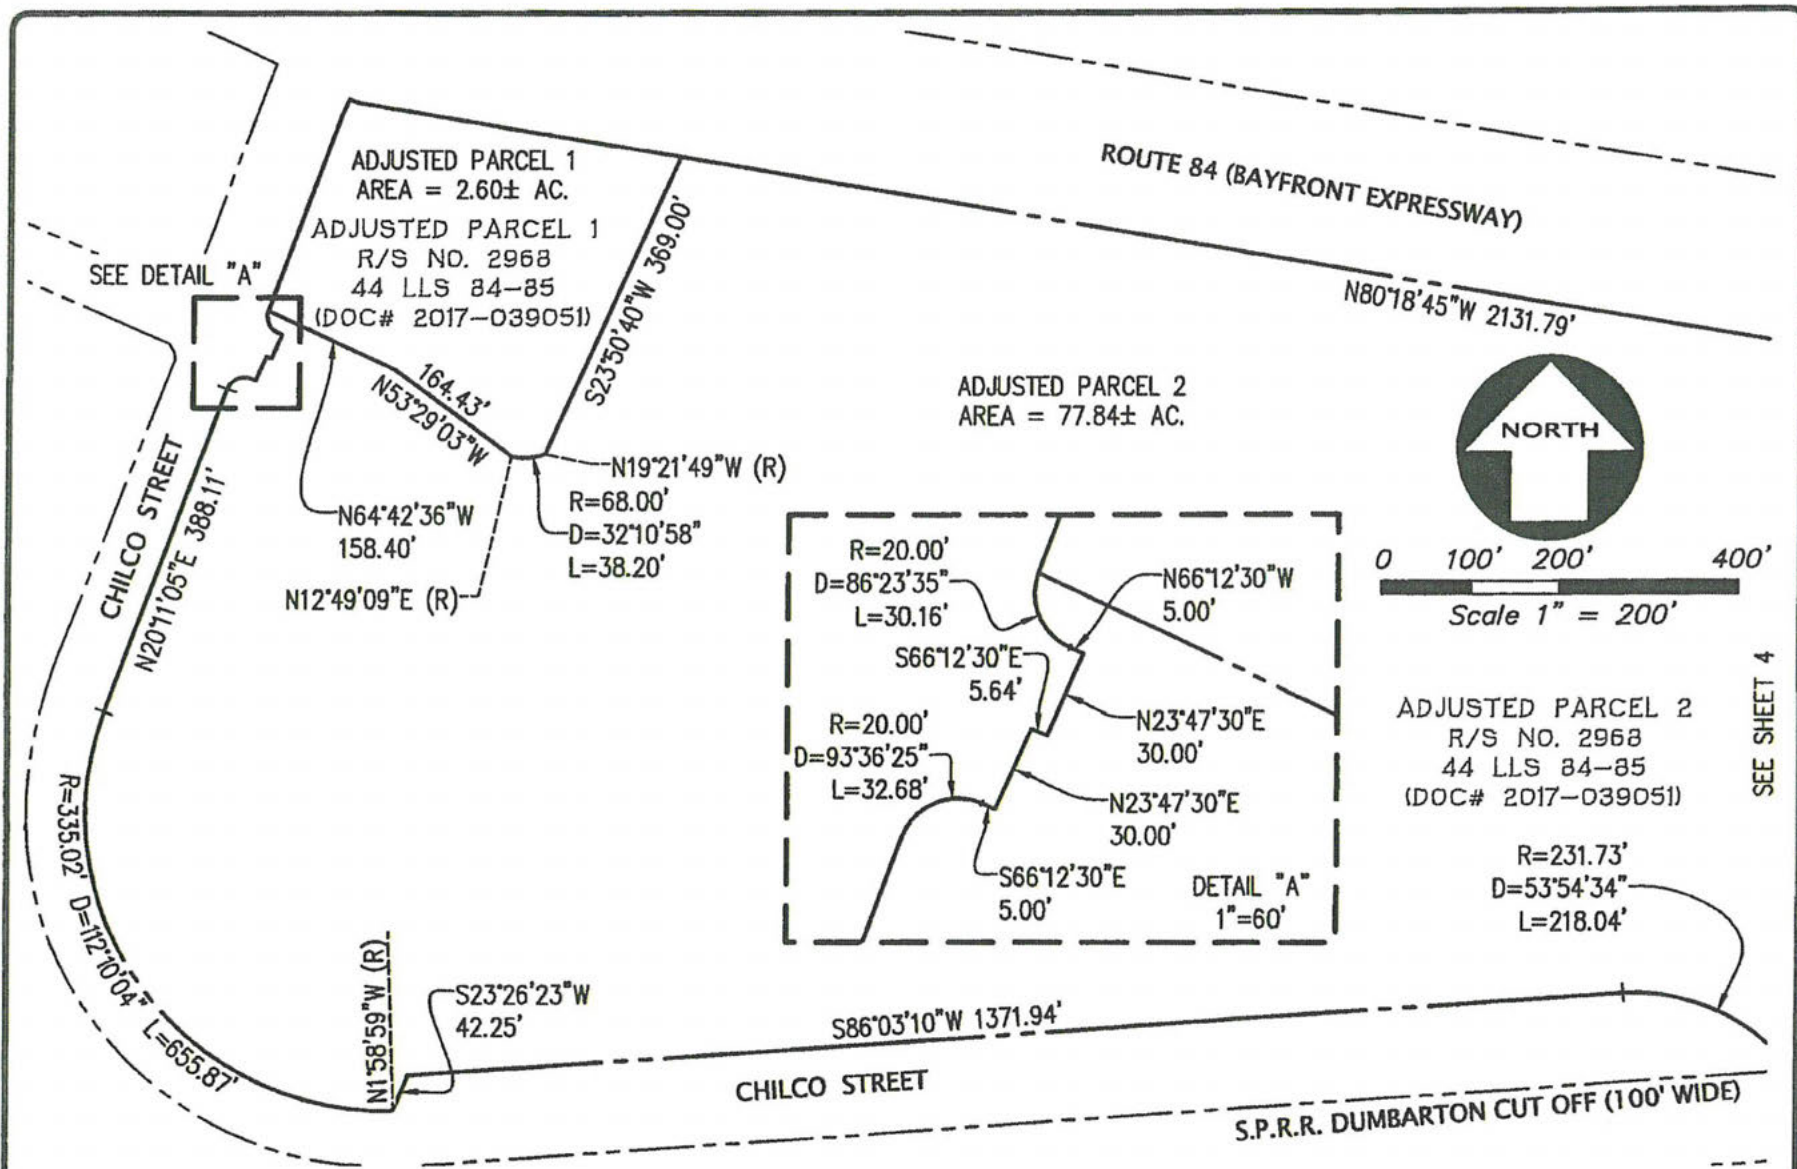 ROUTE 84 (BAYFRONT EXPRESSWAY)
ADJUSTED PARCEL 1
AREA = 2.60± AC.
ADJUSTED PARCEL 1
R/S NO. 2968
44 LLS 84-85
(DOC# 2017-039051)
SEE DETAIL "A"
S23°50'40"W 369.00'
N80°18'45"W 2131.79'
164.43'
N53°29'03"W
ADJUSTED PARCEL 2
AREA = 77.84± AC.
NORTH
CHILCO STREET
N20°11'05"E 388.11'
N64°42'36"W
158.40'
N19°21'49"W (R)
R=68.00'
D=32°10'58"
L=38.20'
N12°49'09"E (R)
0 100' 200' 400'
Scale 1" = 200'
R=20.00'
D=86°23'35"
L=30.16'
N66°12'30"W
5.00'
S66°12'30"E
5.64'
R=20.00'
D=93°36'25"
L=32.68'
N23°47'30"E
30.00'
N23°47'30"E
30.00'
S66°12'30"E
5.00'
DETAIL "A"
1"=60'
ADJUSTED PARCEL 2
R/S NO. 2968
44 LLS 84-85
(DOC# 2017-039051)
SEE SHEET 4
R=231.73'
D=53°54'34"
L=218.04'
R=335.02' D=112°10'04" L=655.87'
N1°58'59"W (R)
S23°26'23"W
42.25'
S86°03'10"W 1371.94'
CHILCO STREET
S.P.R.R. DUMBARTON CUT OFF (100' WIDE)